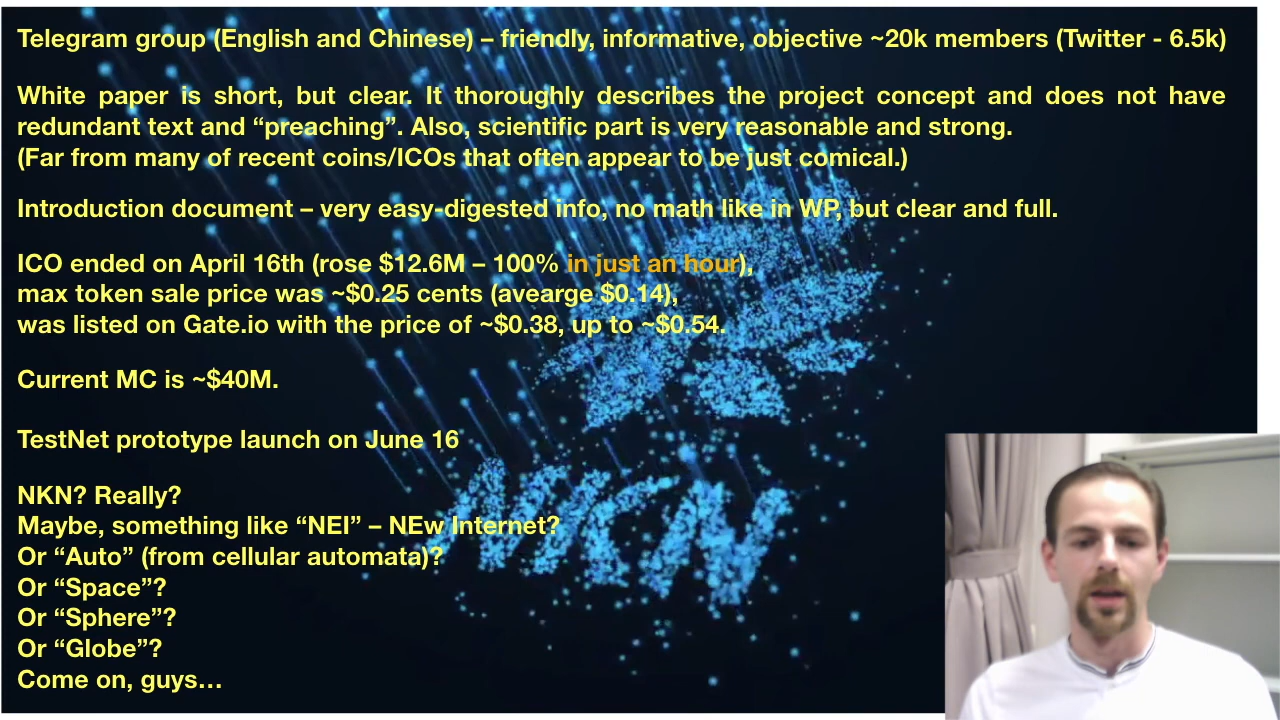 Telegram group (English and Chinese) – friendly, informative, objective ~20k members (Twitter - 6.5k)
White paper is short, but clear. It thoroughly describes the project concept and does not have
redundant text and “preaching”. Also, scientific part is very reasonable and strong.
(Far from many of recent coins/ICOs that often appear to be just comical.)
Introduction document – very easy-digested info, no math like in WP, but clear and full.
ICO ended on April 16th (rose $12.6M – 100% in just an hour),
max token sale price was ~$0.25 cents (avearge $0.14),
was listed on Gate.io with the price of ~$0.38, up to ~$0.54.
Current MC is ~$40M.
TestNet prototype launch on June 16
NKN? Really?
Maybe, something like “NEI” – NEw Internet?
Or “Auto” (from cellular automata)?
Or “Space”?
Or “Sphere”?
Or “Globe”?
Come on, guys…
NKN